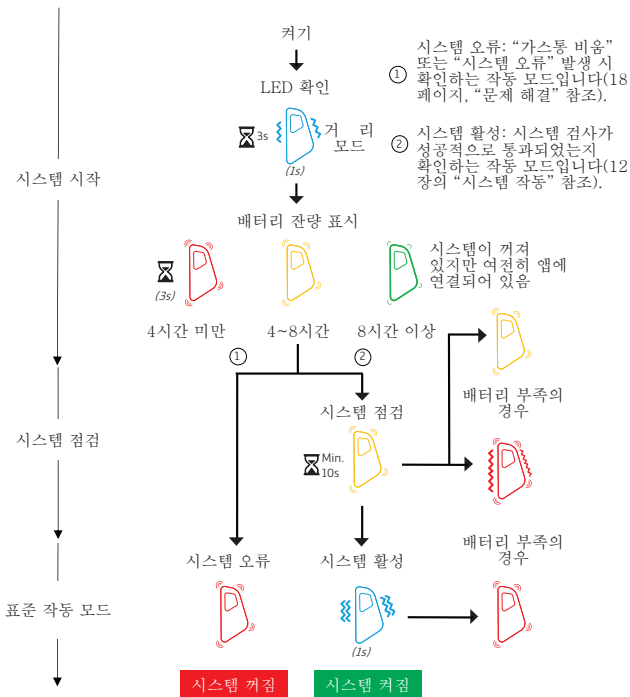 켜기
LED 확인
3s
거 리
모드
(1s)
① 시스템 오류: “가스통 비움”
또는 “시스템 오류” 발생 시
확인하는 작동 모드입니다(18
페이지, “문제 해결” 참조).
② 시스템 활성: 시스템 검사가
성공적으로 통과되었는지
확인하는 작동 모드입니다(12
장의 “시스템 작동” 참조).
시스템 시작
배터리 잔량 표시
(3s)
시스템이 꺼져
있지만 여전히 앱에
연결되어 있음
4시간 미만
4~8시간
8시간 이상
①
②
시스템 점검
시스템 점검
Min.
10s
배터리 부족의
경우
시스템 오류
시스템 활성
배터리 부족의
경우
표준 작동 모드
(1s)
시스템 꺼짐
시스템 켜짐